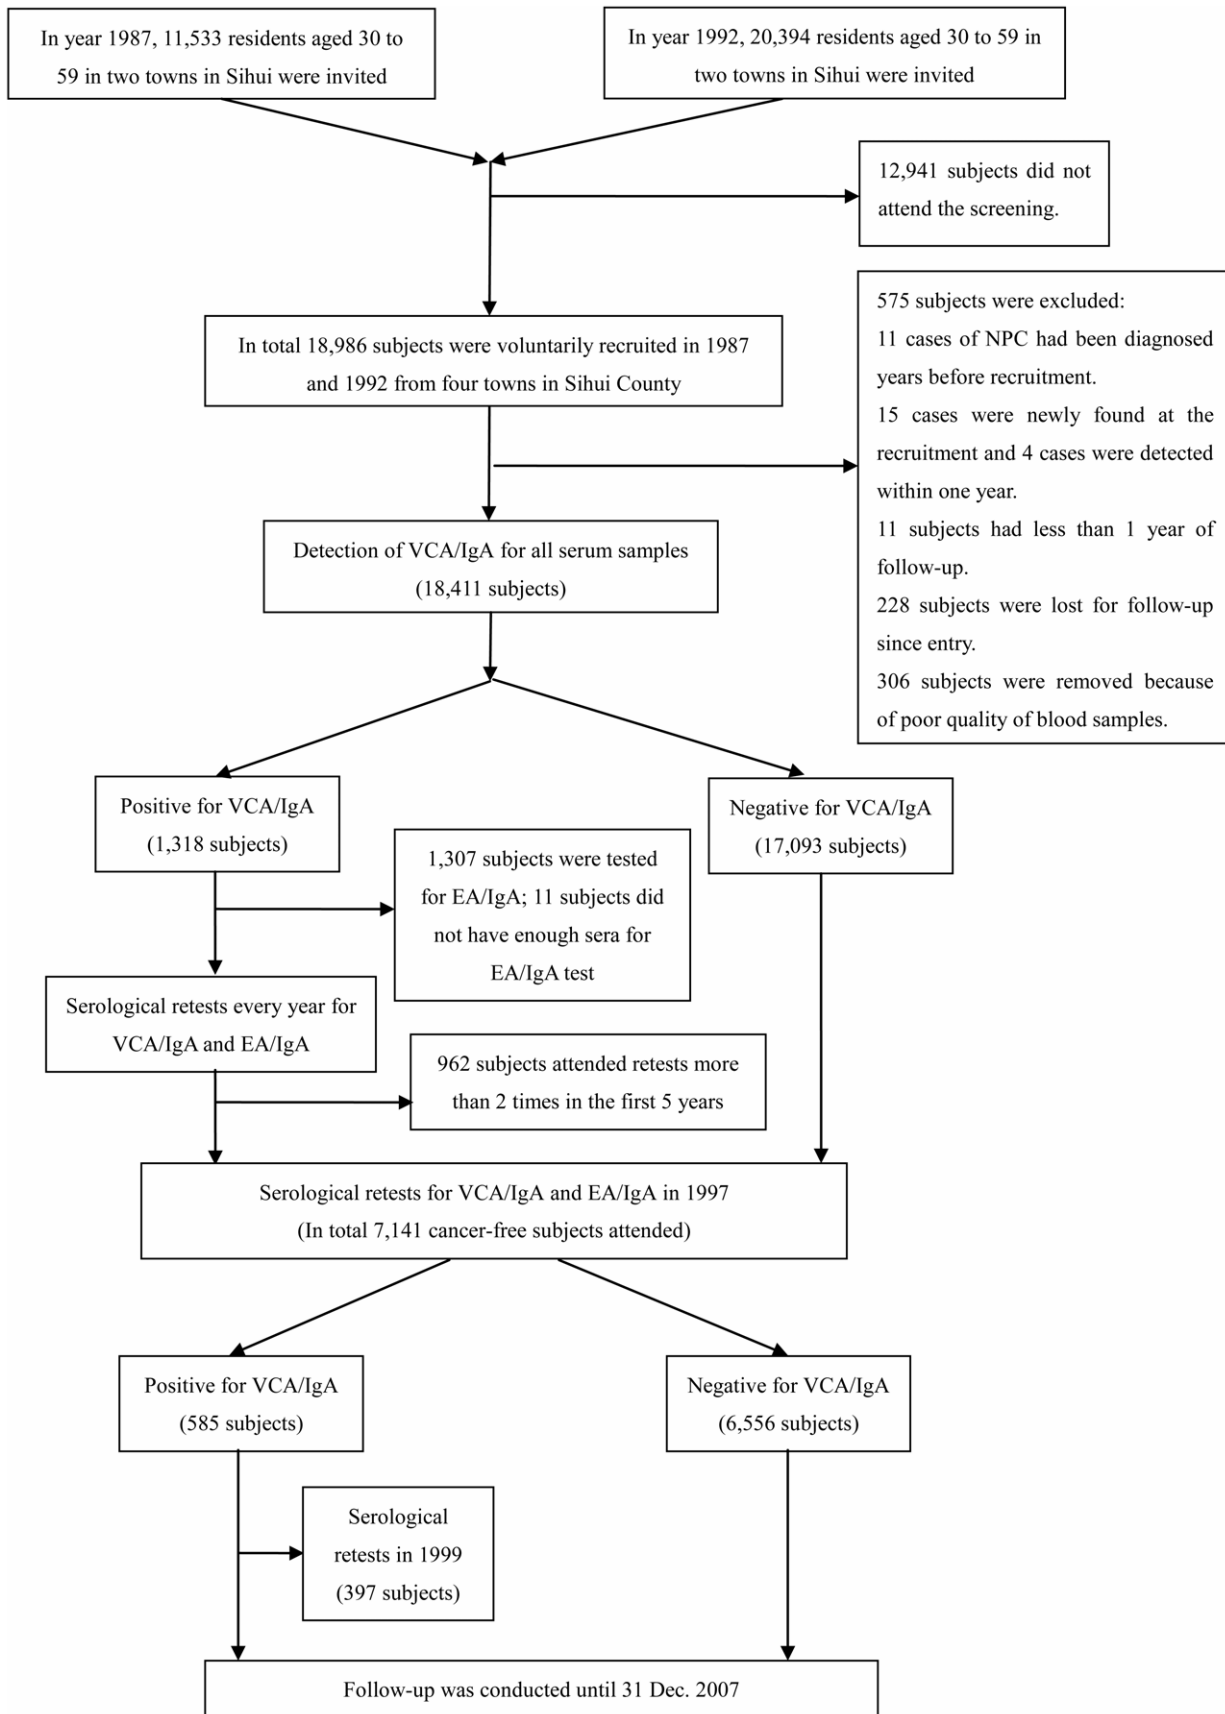 In year 1987, 11,533 residents aged 30 to
59 in two towns in Sihui were invited
In year 1992, 20,394 residents aged 30 to 59 in
two towns in Sihui were invited
12,941 subjects did not
attend the screening.
In total 18,986 subjects were voluntarily recruited in 1987
and 1992 from four towns in Sihui County
575 subjects were excluded:
11 cases of NPC had been diagnosed
years before recruitment.
15 cases were newly found at the
recruitment and 4 cases were detected
within one year.
11 subjects had less than 1 year of
follow-up.
228 subjects were lost for follow-up
since entry.
306 subjects were removed because
of poor quality of blood samples.
Detection of VCA/IgA for all serum samples
(18,411 subjects)
Positive for VCA/IgA
(1,318 subjects)
Negative for VCA/IgA
(17,093 subjects)
1,307 subjects were tested
for EA/IgA; 11 subjects did
not have enough sera for
EA/IgA test
Serological retests every year for
VCA/IgA and EA/IgA
962 subjects attended retests more
than 2 times in the first 5 years
Serological retests for VCA/IgA and EA/IgA in 1997
(In total 7,141 cancer-free subjects attended)
Positive for VCA/IgA
(585 subjects)
Negative for VCA/IgA
(6,556 subjects)
Serological
retests in 1999
(397 subjects)
Follow-up was conducted until 31 Dec. 2007